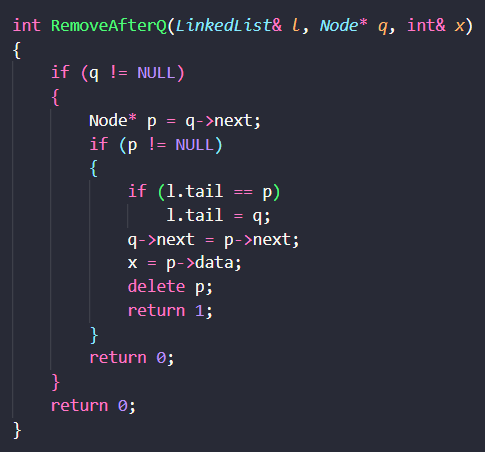 int RemoveAfterQ(LinkedList& l, Node* q, int& x)
{
    if (q != NULL)
    {
        Node* p = q->next;
        if (p != NULL)
        {
            if (l.tail == p)
                l.tail = q;
            q->next = p->next;
            x = p->data;
            delete p;
            return 1;
        }
        return 0;
    }
    return 0;
}